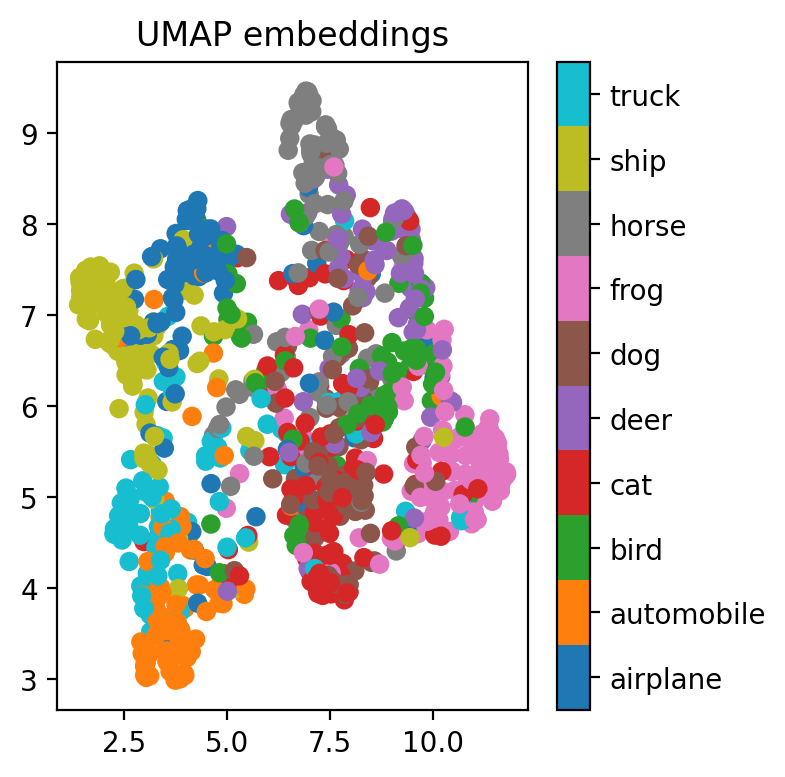 UMAP embeddings
9
8
7
6
5
4
3
2.5 5.0 7.5 10.0
truck
ship
horse
frog
dog
deer
cat
bird
automobile
airplane